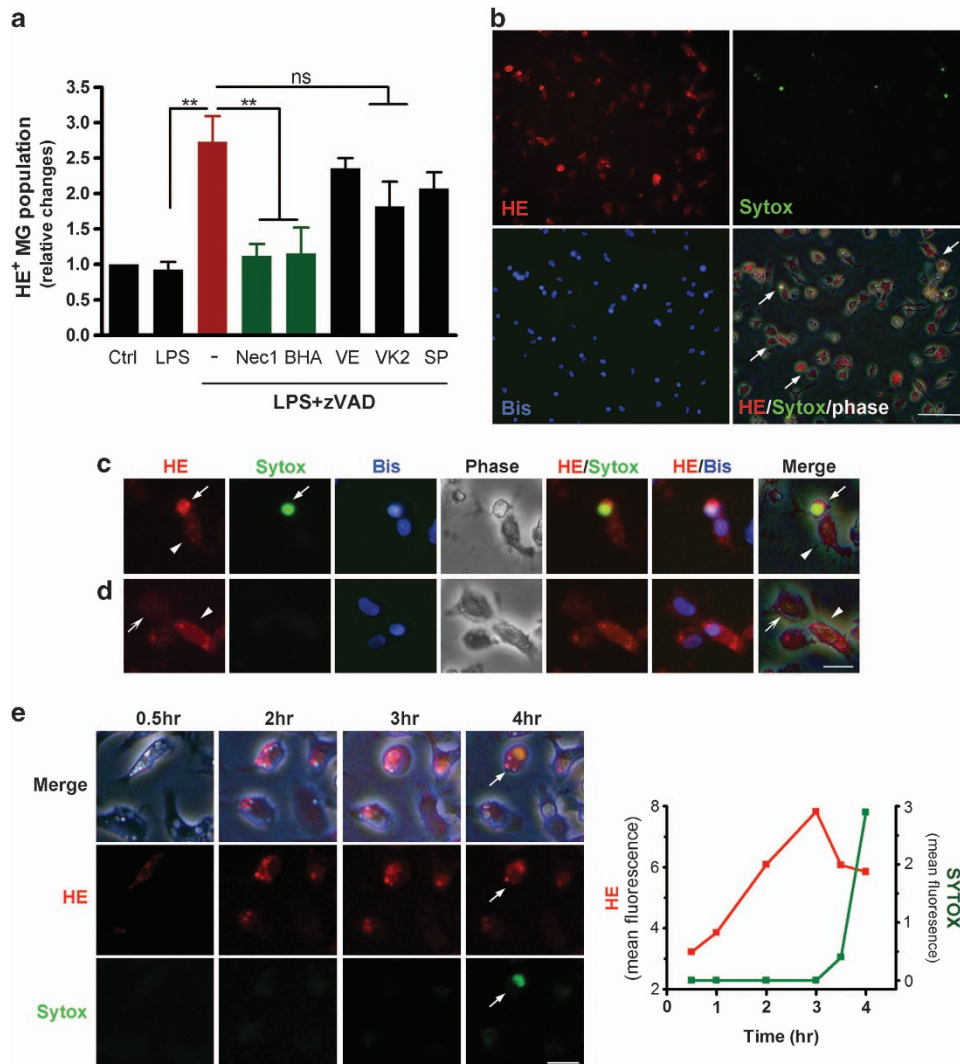 a
HE+ MG population
(relative changes)
3.5
3.0
2.5
2.0
1.5
1.0
0.5
0.0
ns
**
**
Ctrl
LPS
-
Nec1
BHA
VE
VK2
SP
LPS+zVAD
b
HE
Sytox
Bis
HE/Sytox/phase
c
HE
Sytox
Bis
Phase
HE/Sytox
HE/Bis
Merge
d
e
0.5hr
2hr
3hr
4hr
Merge
HE
Sytox
HE
(mean fluorescence)
8
6
4
2
3
2
1
0
SYTOX
(mean fluoresence)
1
2
3
4
Time (hr)